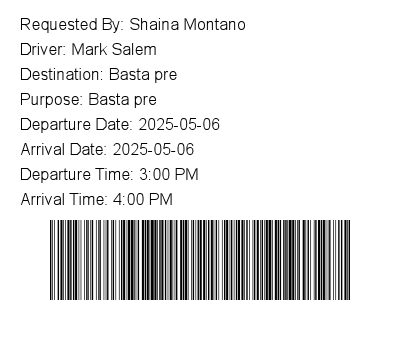 Requested By: Shaina Montano
Driver: Mark Salem
Destination: Basta pre
Purpose: Basta pre
Departure Date: 2025-05-06
Arrival Date: 2025-05-06
Departure Time: 3:00 PM
Arrival Time: 4:00 PM